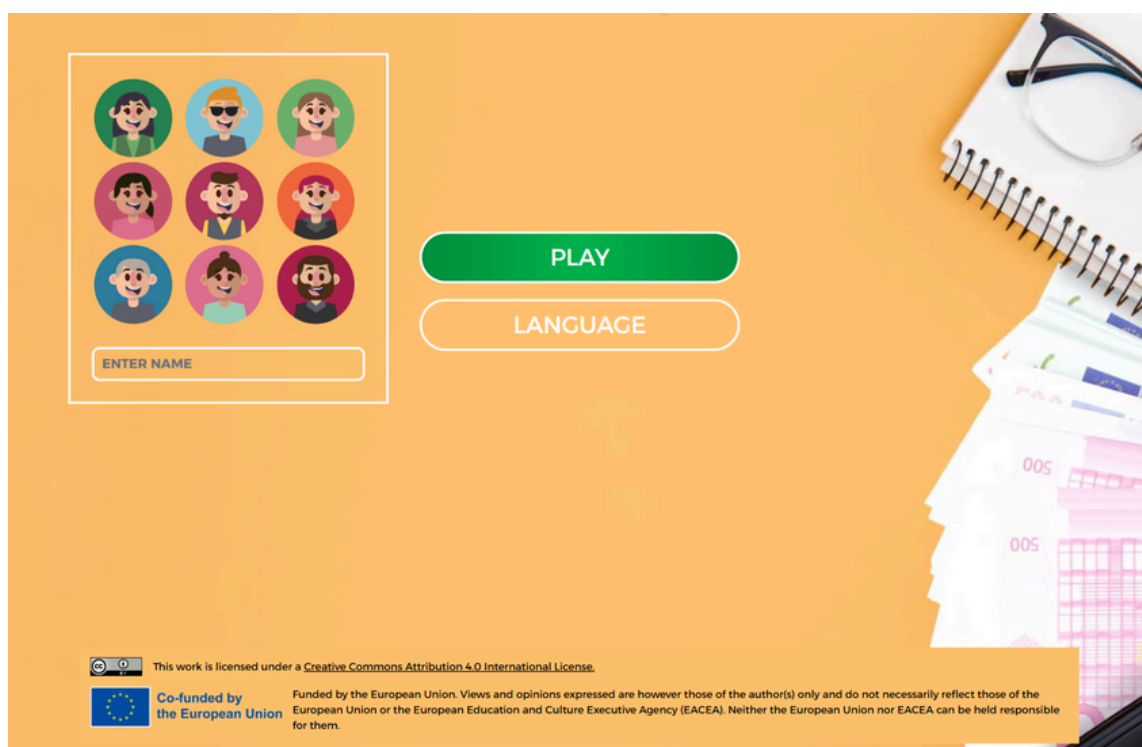 ENTER NAME
PLAY
LANGUAGE
500
500
This work is licensed under a Creative Commons Attribution 4.0 International License.
Co-funded by
the European Union
Funded by the European Union. Views and opinions expressed are however those of the author(s) only and do not necessarily reflect those of the
European Union or the European Education and Culture Executive Agency (EACEA). Neither the European Union nor EACEA can be held responsible
for them.